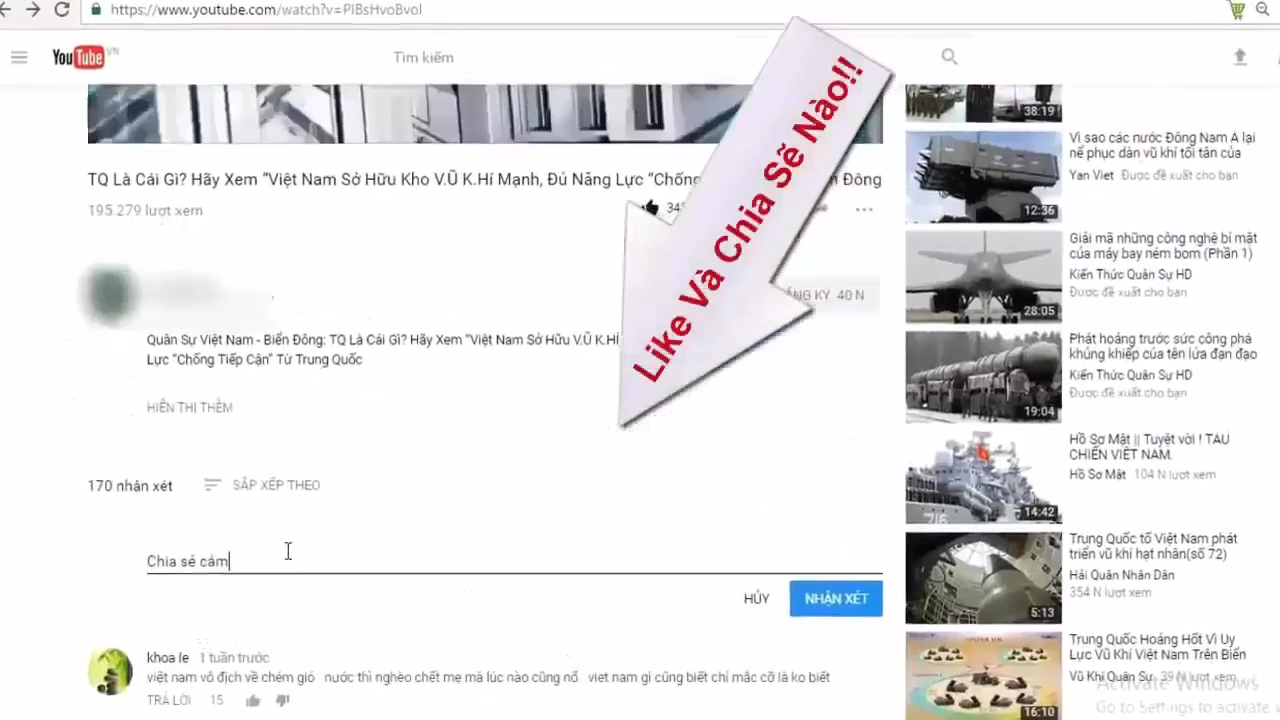 https://www.youtube.com/watch?v=PlBsHvoBvoI
YouTube VN
Tìm kiếm
38:19
TQ Là Cái Gì? Hãy Xem "Việt Nam Sở Hữu Kho V.Ũ K.Hí Mạnh, Đủ Năng Lực "Chống
Đông
195.279 lượt xem
Like Và Chia Sẽ Nào!!
40 N
Quân Sự Việt Nam - Biển Đông: TQ Là Cái Gì? Hãy Xem "Việt Nam Sở Hữu V.Ũ K.HÍ
Lực "Chống Tiếp Cận" Từ Trung Quốc
HIỂN THỊ THÊM
170 nhận xét
SẮP XẾP THEO
Chia sẻ cảm
HỦY
NHẬN XÉT
khoa le 1 tuần trước
việt nam vô địch về chém gió nước thì nghèo chết mẹ mà lúc nào cũng nổ viet nam gì cũng biết chỉ mắc cỡ là ko biết
TRẢ LỜI 15
Vì sao các nước Đông Nam Á lại
nể phục dàn vũ khí tối tân của
Yan Viet Được đề xuất cho bạn
12:36
Giải mã những công nghệ bí mật
của máy bay ném bom (Phần 1)
Kiến Thức Quân Sự HD
Được đề xuất cho bạn
28:05
Phát hoảng trước sức công phá
khủng khiếp của tên lửa đạn đạo
Kiến Thức Quân Sự HD
Được đề xuất cho bạn
19:04
Hồ Sơ Mật || Tuyệt vời ! TÀU
CHIẾN VIỆT NAM.
Hồ Sơ Mật 104 N lượt xem
14:42
Trung Quốc tố Việt Nam phát
triển vũ khí hạt nhân(số 72)
Hải Quân Nhân Dân
354 N lượt xem
5:13
Trung Quốc Hoảng Hốt Vì Uy
Lực Vũ Khí Việt Nam Trên Biển
Vũ Khí Quân Sự 39 N lượt xem
16:10
Activate Windows
Go to Settings to activate